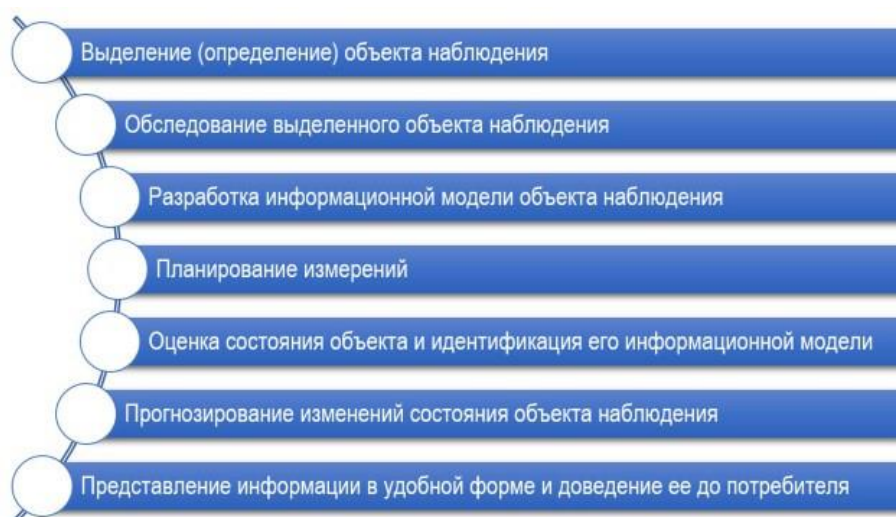 Выделение (определение) объекта наблюдения
Обследование выделенного объекта наблюдения
Разработка информационной модели объекта наблюдения
Планирование измерений
Оценка состояния объекта и идентификация его информационной модели
Прогнозирование изменений состояния объекта наблюдения
Представление информации в удобной форме и доведение ее до потребителя